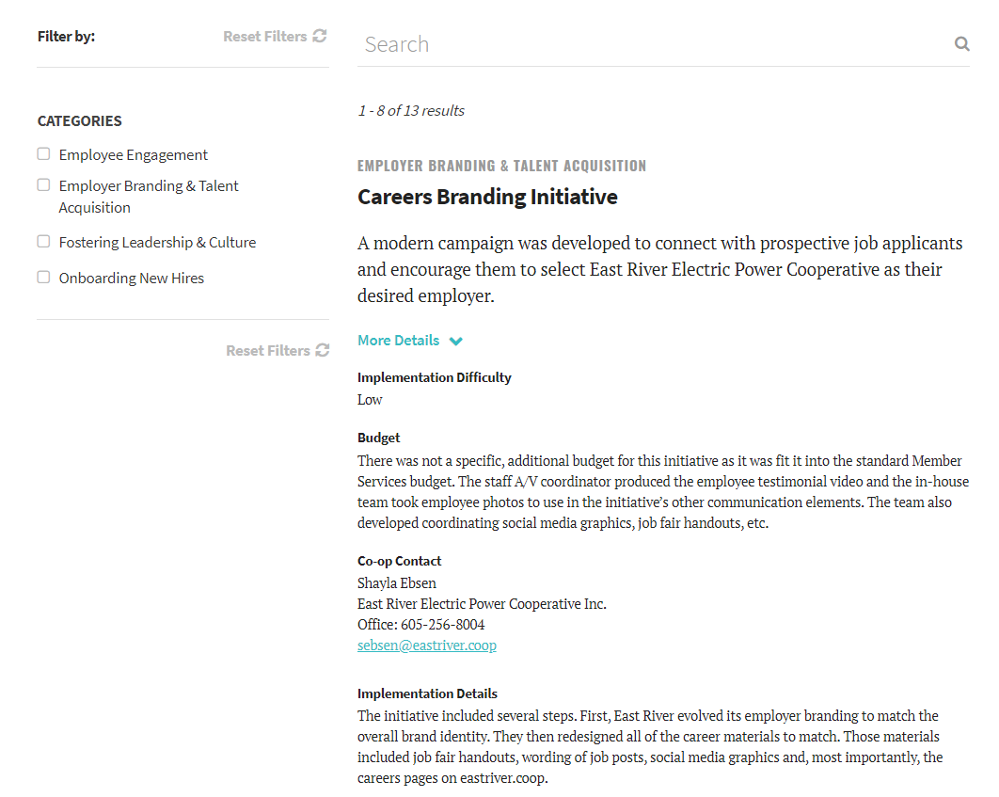 Filter by:
Reset Filters
CATEGORIES
Employee Engagement
Employer Branding & Talent
Acquisition
Fostering Leadership & Culture
Onboarding New Hires
Reset Filters
Search
1 - 8 of 13 results
EMPLOYER BRANDING & TALENT ACQUISITION
Careers Branding Initiative
A modern campaign was developed to connect with prospective job applicants
and encourage them to select East River Electric Power Cooperative as their
desired employer.
More Details
Implementation Difficulty
Low
Budget
There was not a specific, additional budget for this initiative as it was fit it into the standard Member
Services budget. The staff A/V coordinator produced the employee testimonial video and the in-house
team took employee photos to use in the initiative’s other communication elements. The team also
developed coordinating social media graphics, job fair handouts, etc.
Co-op Contact
Shayla Ebsen
East River Electric Power Cooperative Inc.
Office: 605-256-8004
sebsen@eastriver.coop
Implementation Details
The initiative included several steps. First, East River evolved its employer branding to match the
overall brand identity. They then redesigned all of the career materials to match. Those materials
included job fair handouts, wording of job posts, social media graphics and, most importantly, the
careers pages on eastriver.coop.